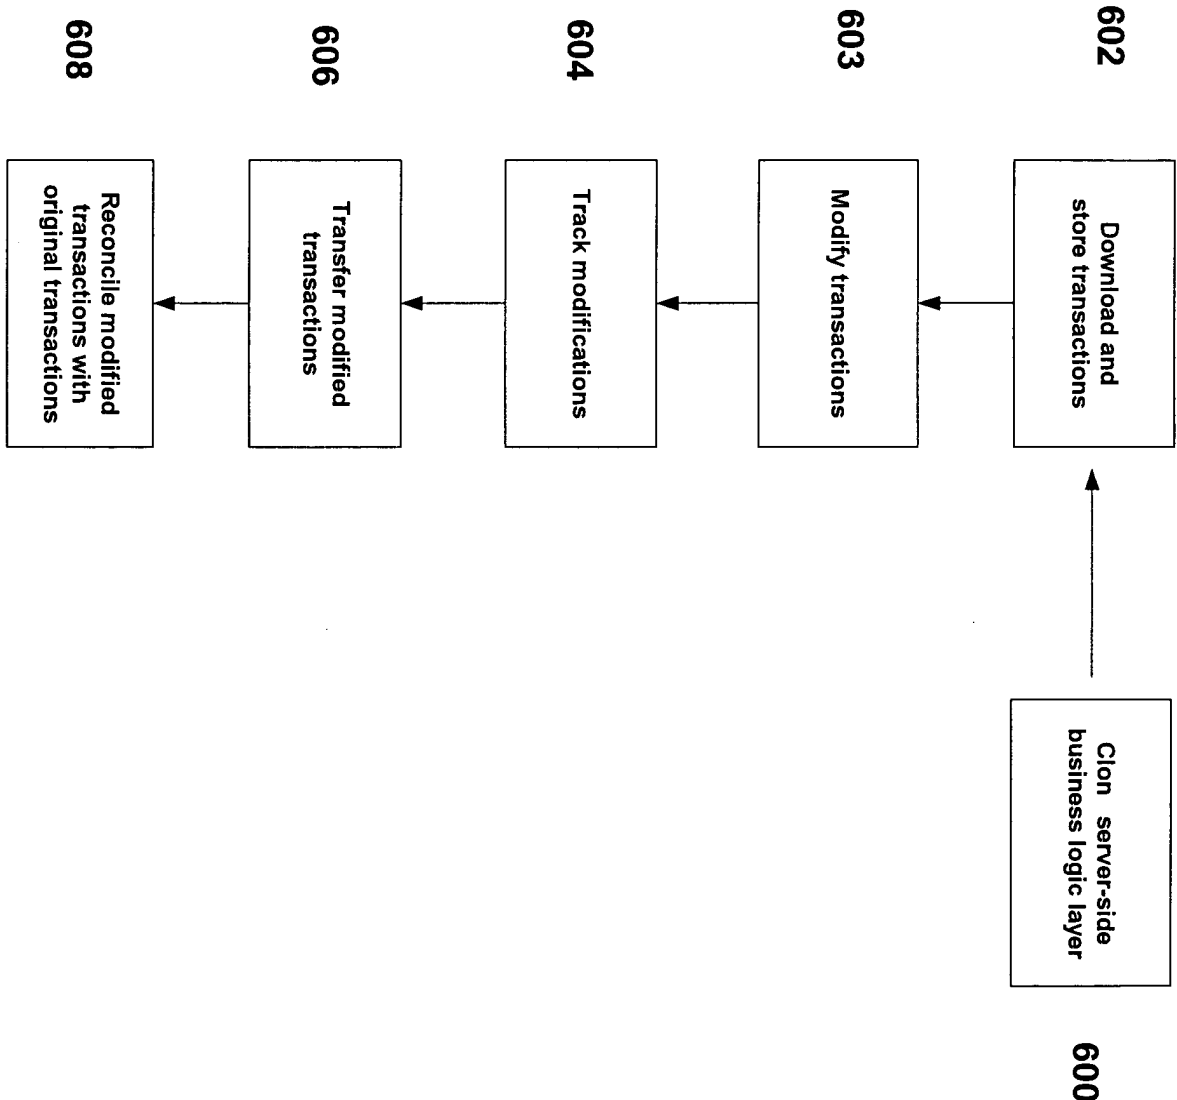 602
Download and
store transactions
603
Modify transactions
604
Track modifications
606
Transfer modified
transactions
608
Reconcile modified
transactions with
original transactions
Clon server-side
business logic layer
600